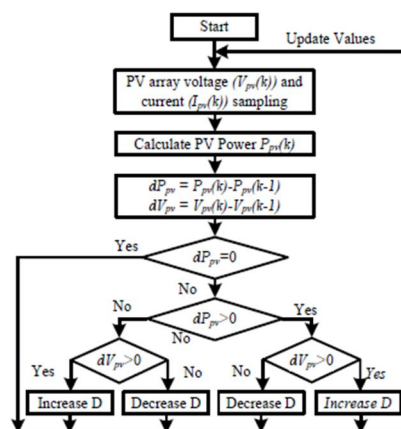 Start
Update Values
PV array voltage (Vpv(k)) and
current (Ipv(k)) sampling
Calculate PV Power Ppv(k)
dPpv = Ppv(k)-Ppv(k-1)
dVpv = Vpv(k)-Vpv(k-1)
Yes
dPpv=0
No
No
dPpv>0
Yes
No
Yes
dVpv>0
No
No
dVpv>0
Yes
Increase D
Decrease D
Decrease D
Increase D